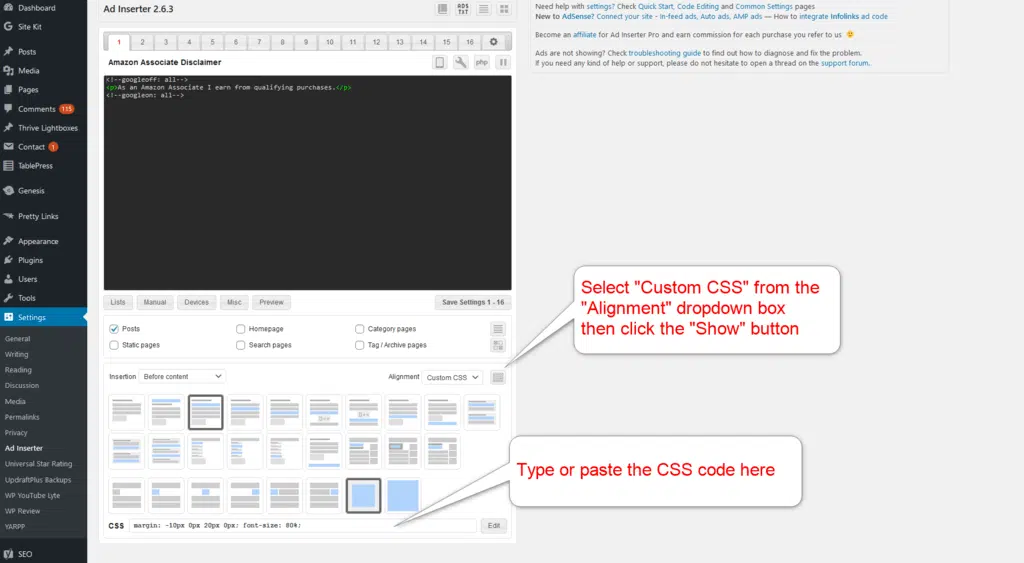 Dashboard
Site Kit
Posts
Media
Pages
Comments 115
Thrive Lightboxes
Contact 1
TablePress
Genesis
Pretty Links
Appearance
Plugins
Users
Tools
Settings
General
Writing
Reading
Discussion
Media
Permalinks
Privacy
Ad Inserter
Universal Star Rating
UpdraftPlus Backups
WP YouTube Lyte
WP Review
YARPP
SEO
Ad Inserter 2.6.3
ADS
TXT
1 2 3 4 5 6 7 8 9 10 11 12 13 14 15 16
Amazon Associate Disclaimer
php
<!--googleoff: all-->
<p>As an Amazon Associate I earn from qualifying purchases.</p>
<!--googleon: all-->
Lists Manual Devices Misc Preview Save Settings 1 - 16
Posts Homepage Category pages
Static pages Search pages Tag / Archive pages
Insertion Before content Alignment Custom CSS
CSS margin: -10px 0px 20px 0px; font-size: 80%; Edit
Need help with settings? Check Quick Start, Code Editing and Common Settings pages
New to AdSense? Connect your site - In-feed ads, Auto ads, AMP ads — How to integrate Infolinks ad code
Become an affiliate for Ad Inserter Pro and earn commission for each purchase you refer to us
Ads are not showing? Check troubleshooting guide to find out how to diagnose and fix the problem.
If you need any kind of help or support, please do not hesitate to open a thread on the support forum.
Select "Custom CSS" from the
"Alignment" dropdown box
then click the "Show" button
Type or paste the CSS code here